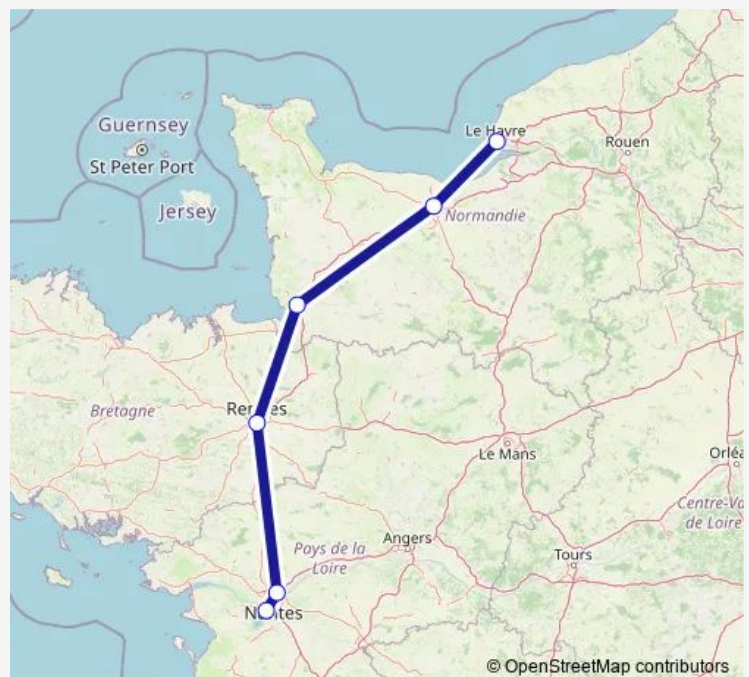 Guernsey
St Peter Port
Jersey
Le Havre
Rouen
Normandie
Bretagne
Le Mans
Centre-Va
de Loire
Angers
Pays de la
Loire
Tours
© OpenStreetMap contributors